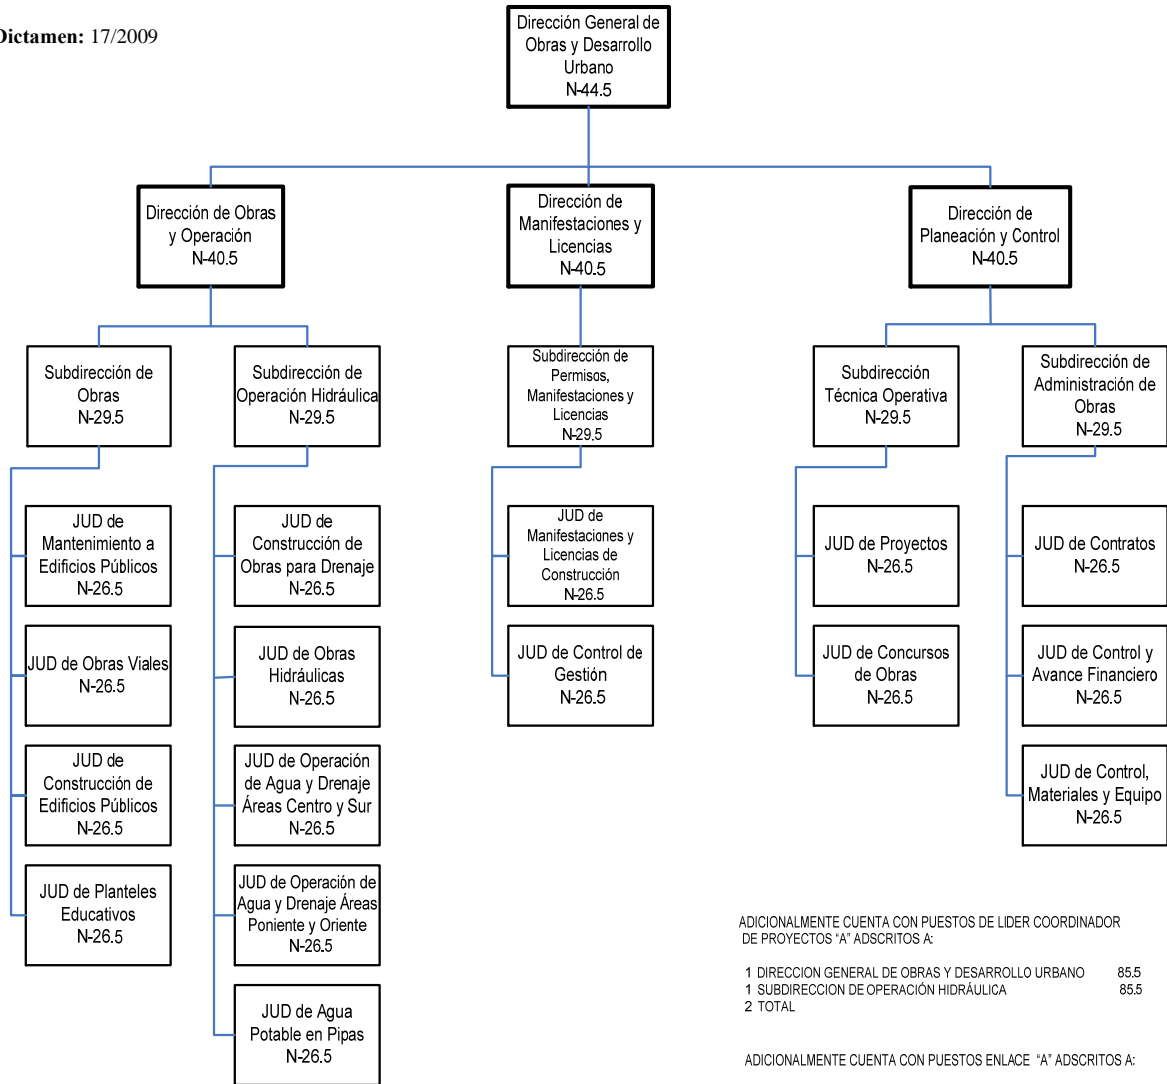 Dictamen: 17/2009
Dirección General de
Obras y Desarrollo
Urbano
N-44.5
Dirección de Obras
y Operación
N-40.5
Dirección de
Manifestaciones y
Licencias
N-40.5
Dirección de
Planeación y Control
N-40.5
Subdirección de
Obras
N-29.5
Subdirección de
Operación Hidráulica
N-29.5
Subdirección de
Permisos,
Manifestaciones y
Licencias
N-29.5
Subdirección
Técnica Operativa
N-29.5
Subdirección de
Administración de
Obras
N-29.5
JUD de
Mantenimiento a
Edificios Públicos
N-26.5
JUD de
Construcción de
Obras para Drenaje
N-26.5
JUD de
Manifestaciones y
Licencias de
Construcción
N-26.5
JUD de Proyectos
N-26.5
JUD de Contratos
N-26.5
JUD de Obras Viales
N-26.5
JUD de Obras
Hidráulicas
N-26.5
JUD de Control de
Gestión
N-26.5
JUD de Concursos
de Obras
N-26.5
JUD de Control y
Avance Financiero
N-26.5
JUD de
Construcción de
Edificios Públicos
N-26.5
JUD de Operación
de Agua y Drenaje
Áreas Centro y Sur
N-26.5
JUD de Control,
Materiales y Equipo
N-26.5
JUD de Planteles
Educativos
N-26.5
JUD de Operación de
Agua y Drenaje Áreas
Poniente y Oriente
N-26.5
JUD de Agua
Potable en Pipas
N-26.5
ADICIONALMENTE CUENTA CON PUESTOS DE LIDER COORDINADOR
DE PROYECTOS “A” ADSCRITOS A:
1 DIRECCION GENERAL DE OBRAS Y DESARROLLO URBANO 85.5
1 SUBDIRECCION DE OPERACIÓN HIDRÁULICA 85.5
2 TOTAL
ADICIONALMENTE CUENTA CON PUESTOS ENLACE “A” ADSCRITOS A: